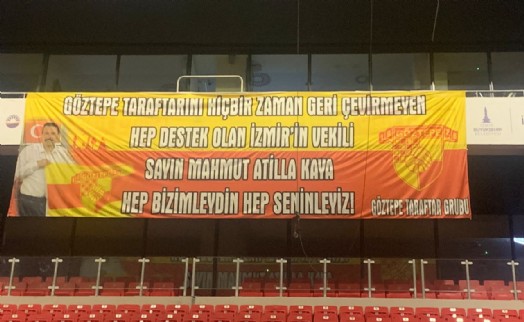 GÖZTEPE TARAFTARINI HİÇBİR ZAMAN GERİ ÇEVİRMEYEN
HEP DESTEK OLAN İZMİR'İN VEKİLİ
SAYIN MAHMUT ATİLLA KAYA
HEP BİZİMLEYDİN HEP SENİNLEYİZ!
GÖZTEPE TARAFTAR GRUBU